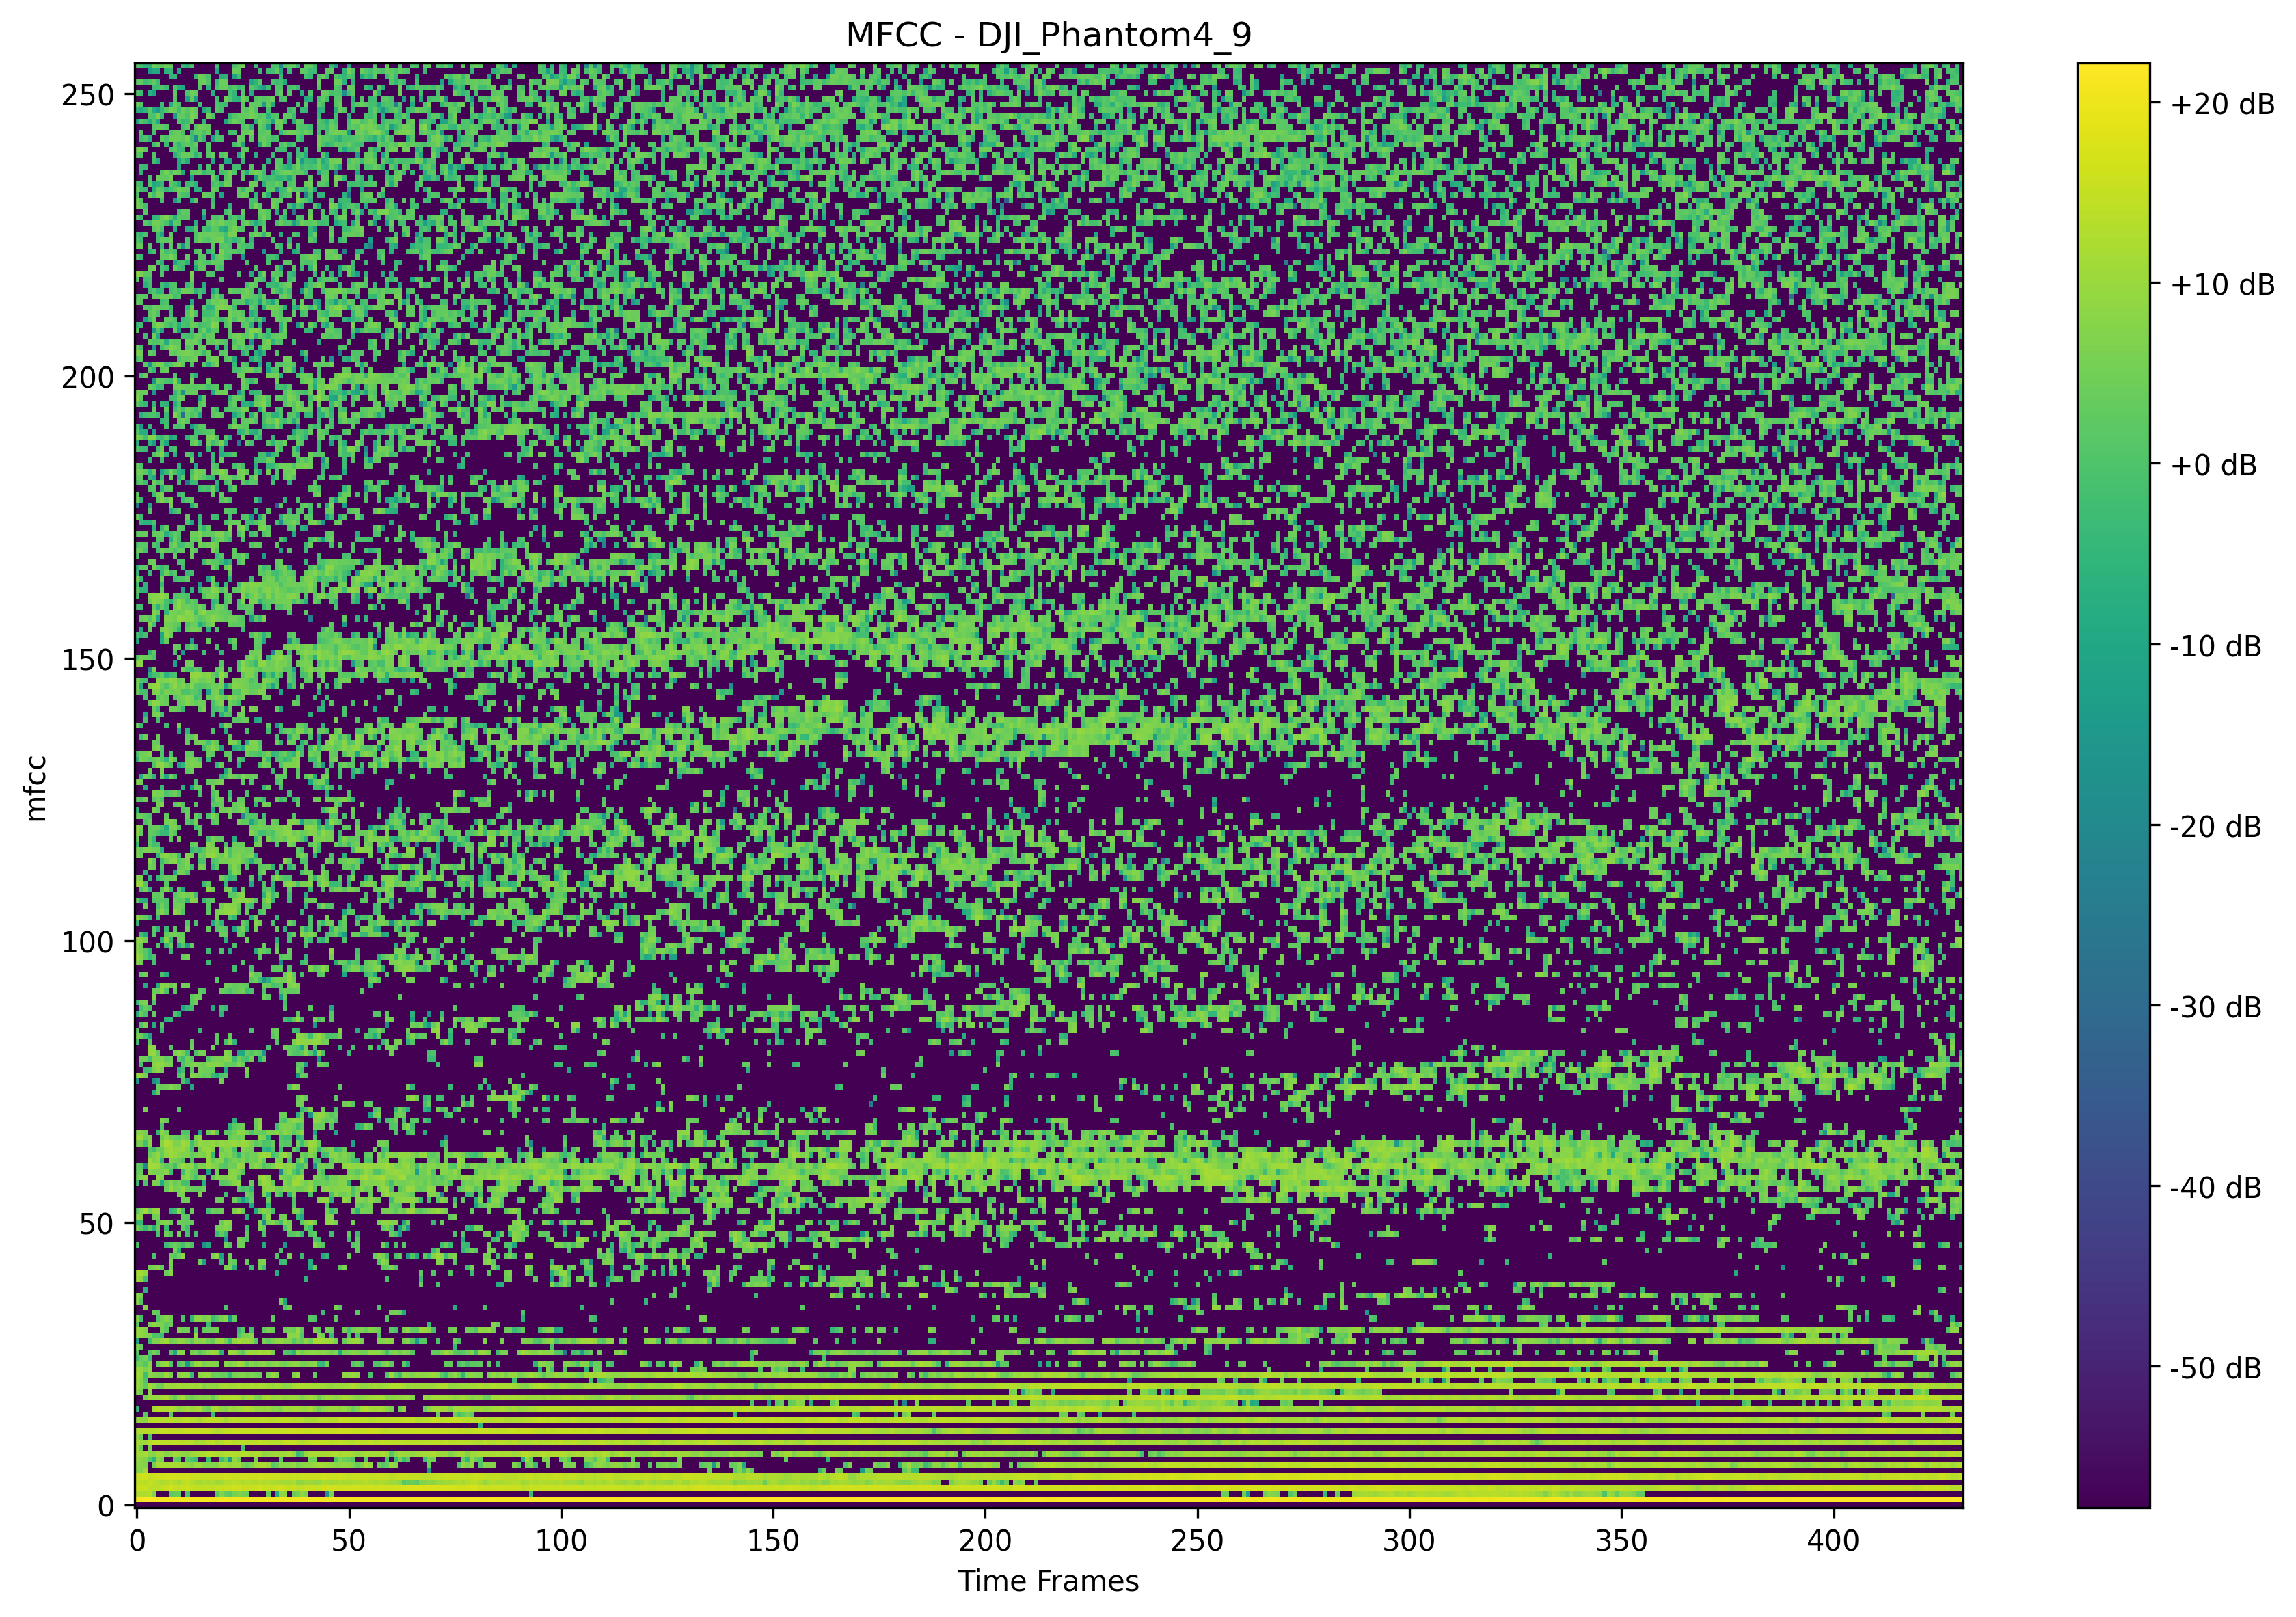 MFCC - DJI_Phantom4_9
250
200
150
100
50
0
mfcc
0 50 100 150 200 250 300 350 400
Time Frames
+20 dB
+10 dB
+0 dB
-10 dB
-20 dB
-30 dB
-40 dB
-50 dB